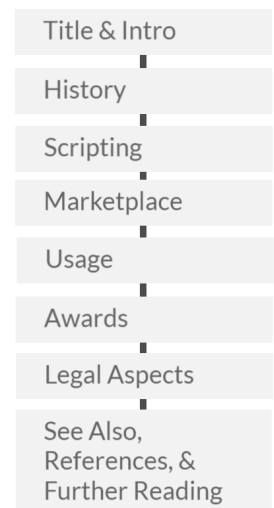 Title & Intro
History
Scripting
Marketplace
Usage
Awards
Legal Aspects
See Also,
References, &
Further Reading